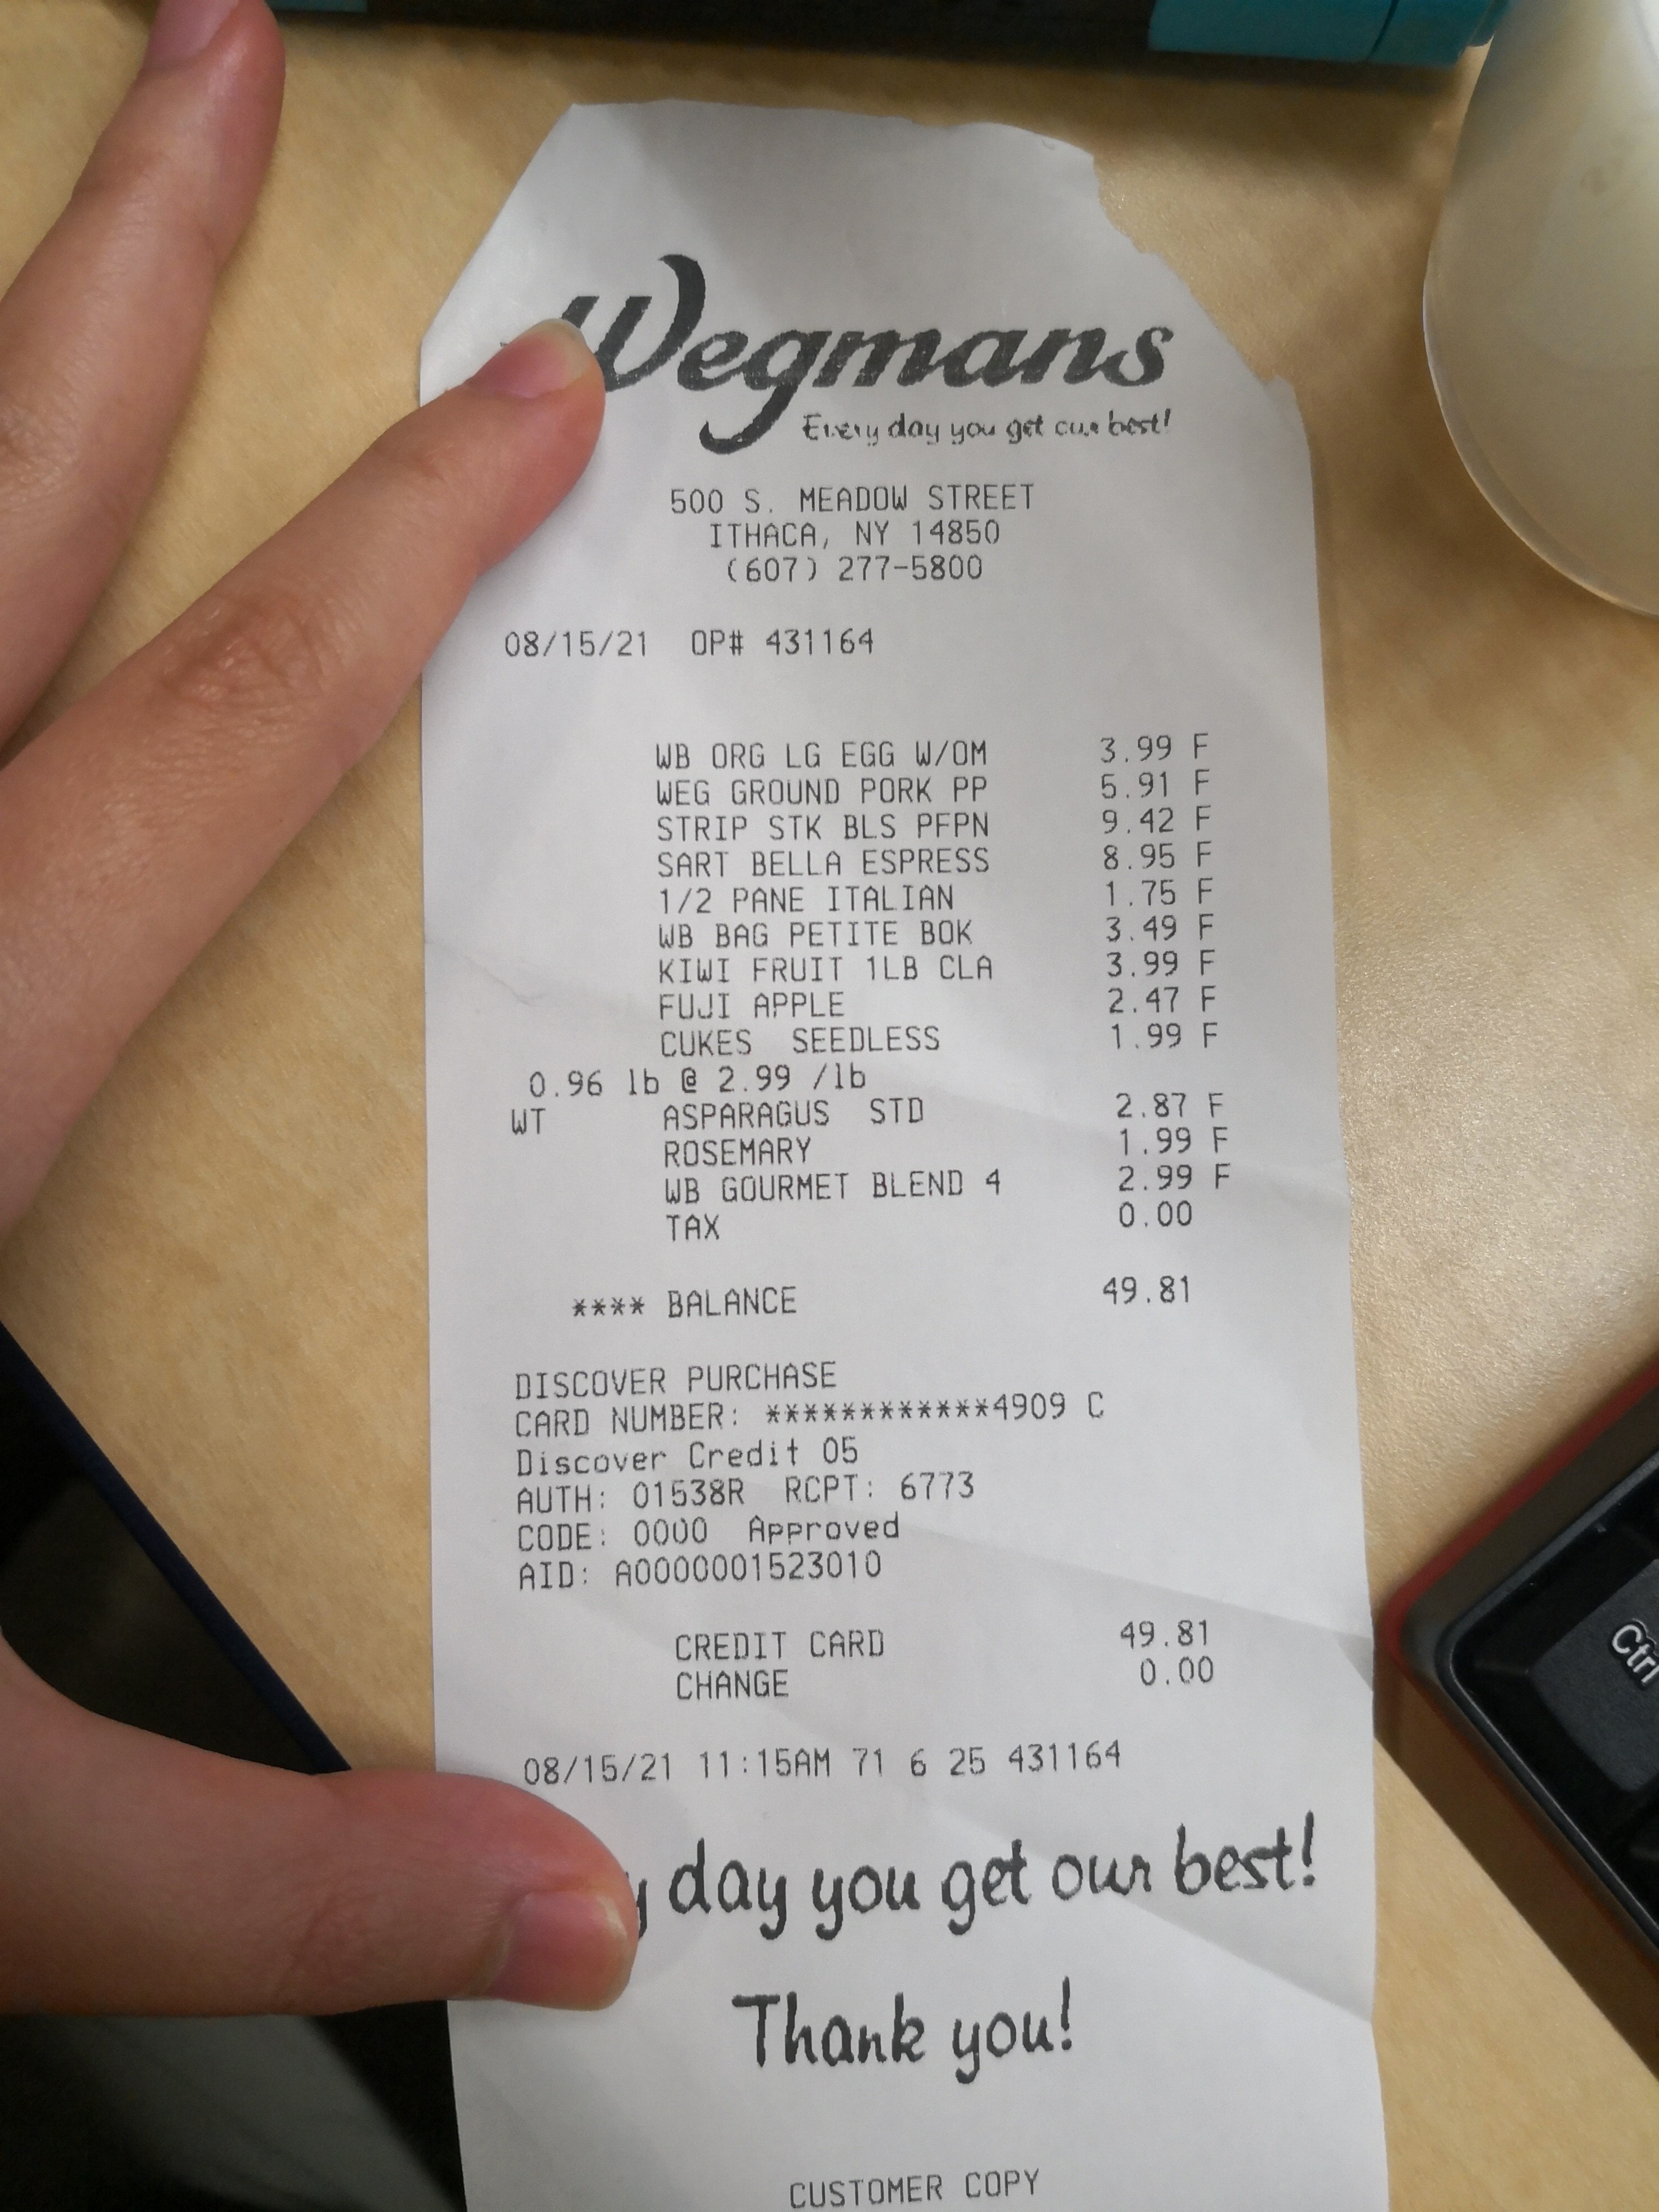 Wegmans
Every day you get our best!
500 S. MEADOW STREET
ITHACA, NY 14850
(607) 277-5800
08/15/21 OP# 431164
WB ORG LG EGG W/OM 3.99 F
WEG GROUND PORK PP 5.91 F
STRIP STK BLS PFPN 9.42 F
SART BELLA ESPRESS 8.95 F
1/2 PANE ITALIAN 1.75 F
WB BAG PETITE BOK 3.49 F
KIWI FRUIT 1LB CLA 3.99 F
FUJI APPLE 2.47 F
CUKES SEEDLESS 1.99 F
0.96 lb @ 2.99 /lb
WT ASPARAGUS STD 2.87 F
ROSEMARY 1.99 F
WB GOURMET BLEND 4 2.99 F
TAX 0.00
**** BALANCE 49.81
DISCOVER PURCHASE
CARD NUMBER: ************4909 C
Discover Credit 05
AUTH: 01538R RCPT: 6773
CODE: 0000 Approved
AID: A0000001523010
CREDIT CARD 49.81
CHANGE 0.00
08/15/21 11:15AM 71 6 25 431164
y day you get our best!
Thank you!
CUSTOMER COPY
Ctrl